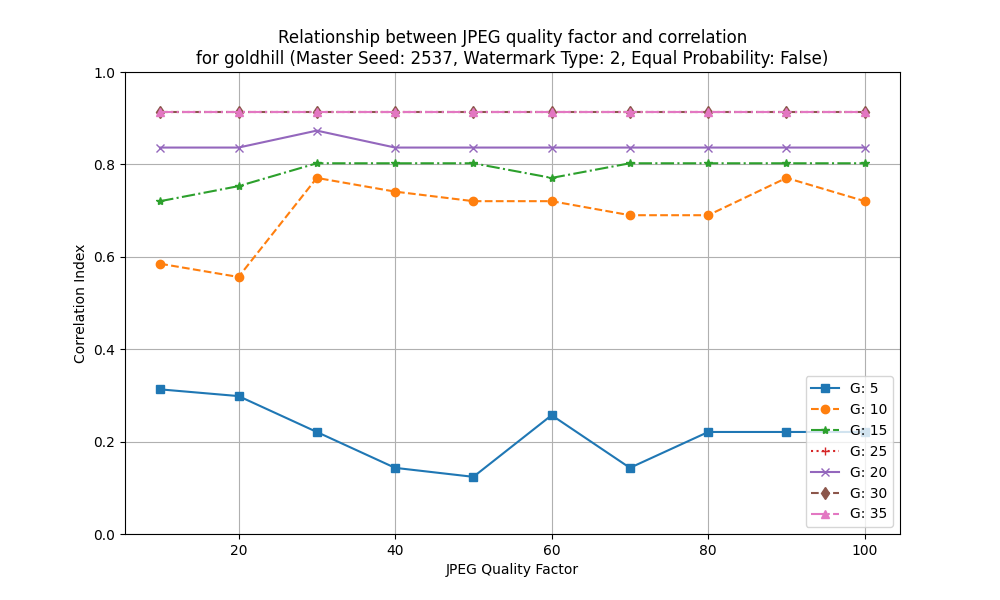 Relationship between JPEG quality factor and correlation
for goldhill (Master Seed: 2537, Watermark Type: 2, Equal Probability: False)
1.0
0.8
0.6
0.4
0.2
0.0
Correlation Index
20
40
60
80
100
JPEG Quality Factor
G: 5
G: 10
G: 15
G: 25
G: 20
G: 30
G: 35